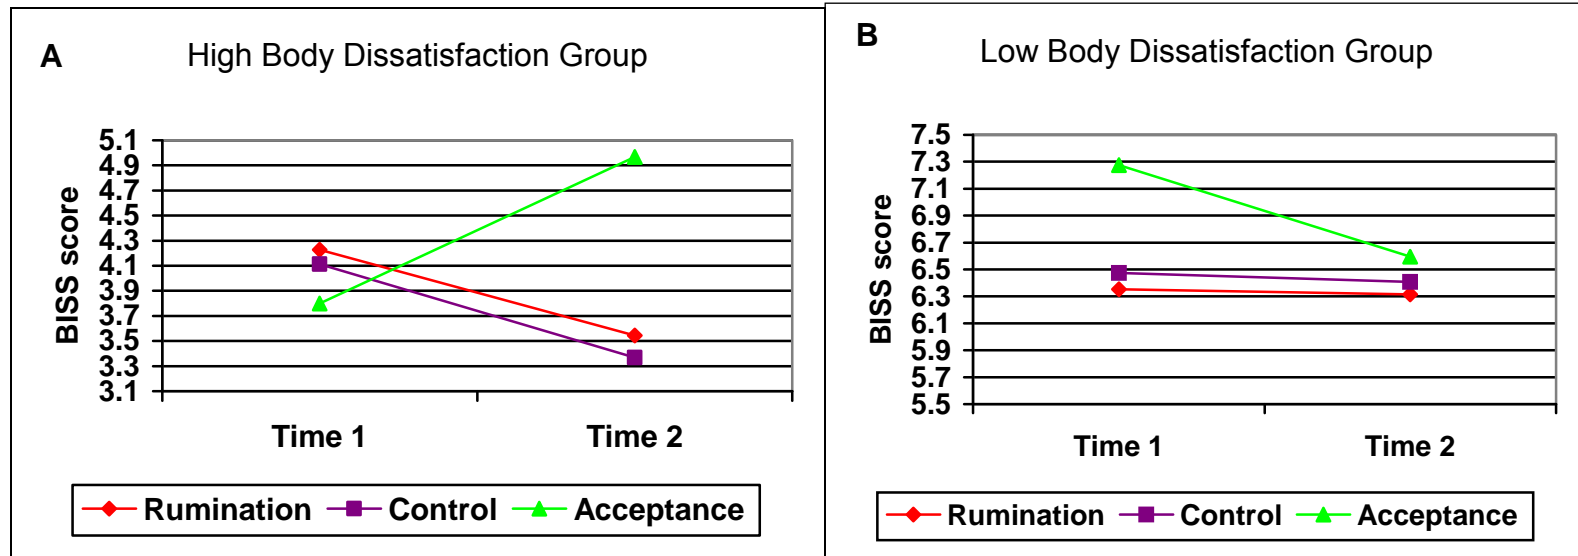 A
High Body Dissatisfaction Group
BISS score
5.1
4.9
4.7
4.5
4.3
4.1
3.9
3.7
3.5
3.3
3.1
Time 1 Time 2
Rumination Control Acceptance
B
Low Body Dissatisfaction Group
BISS score
7.5
7.3
7.1
6.9
6.7
6.5
6.3
6.1
5.9
5.7
5.5
Time 1 Time 2
Rumination Control Acceptance